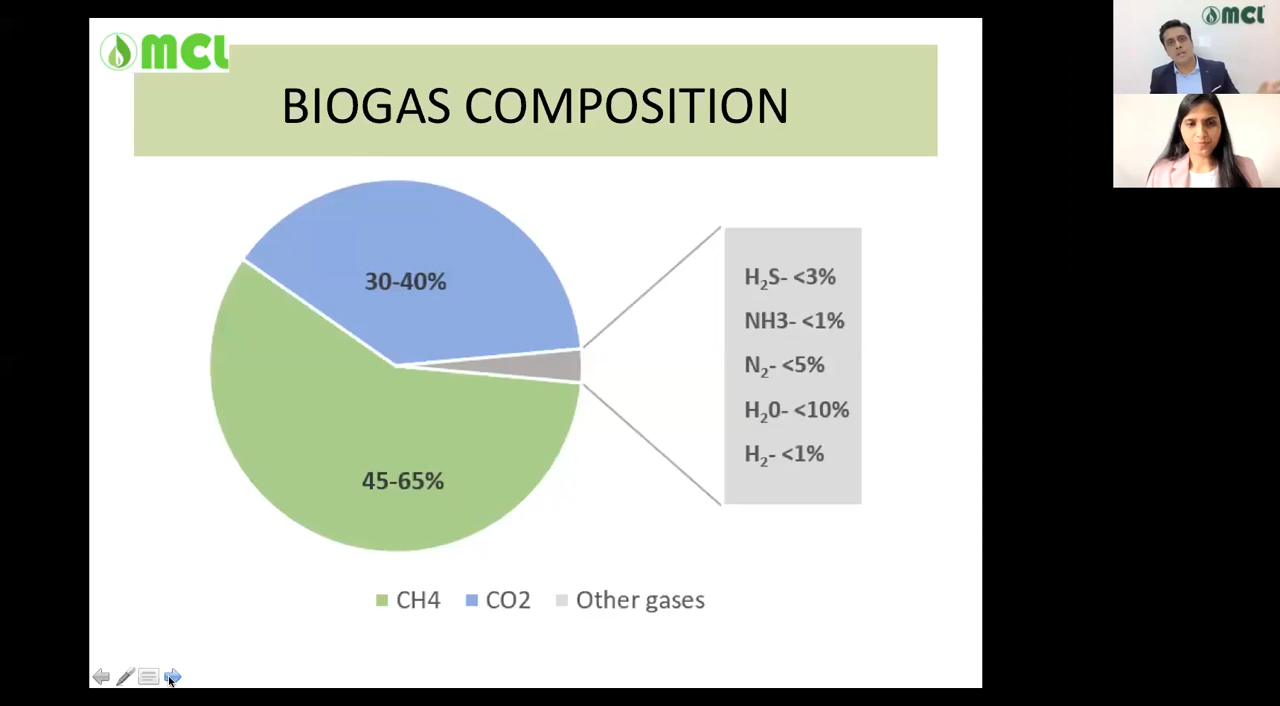 MCL
BIOGAS COMPOSITION
30-40%
45-65%
H₂S- <3%
NH3- <1%
N₂- <5%
H₂0- <10%
H₂- <1%
CH4 CO2 Other gases
MCL